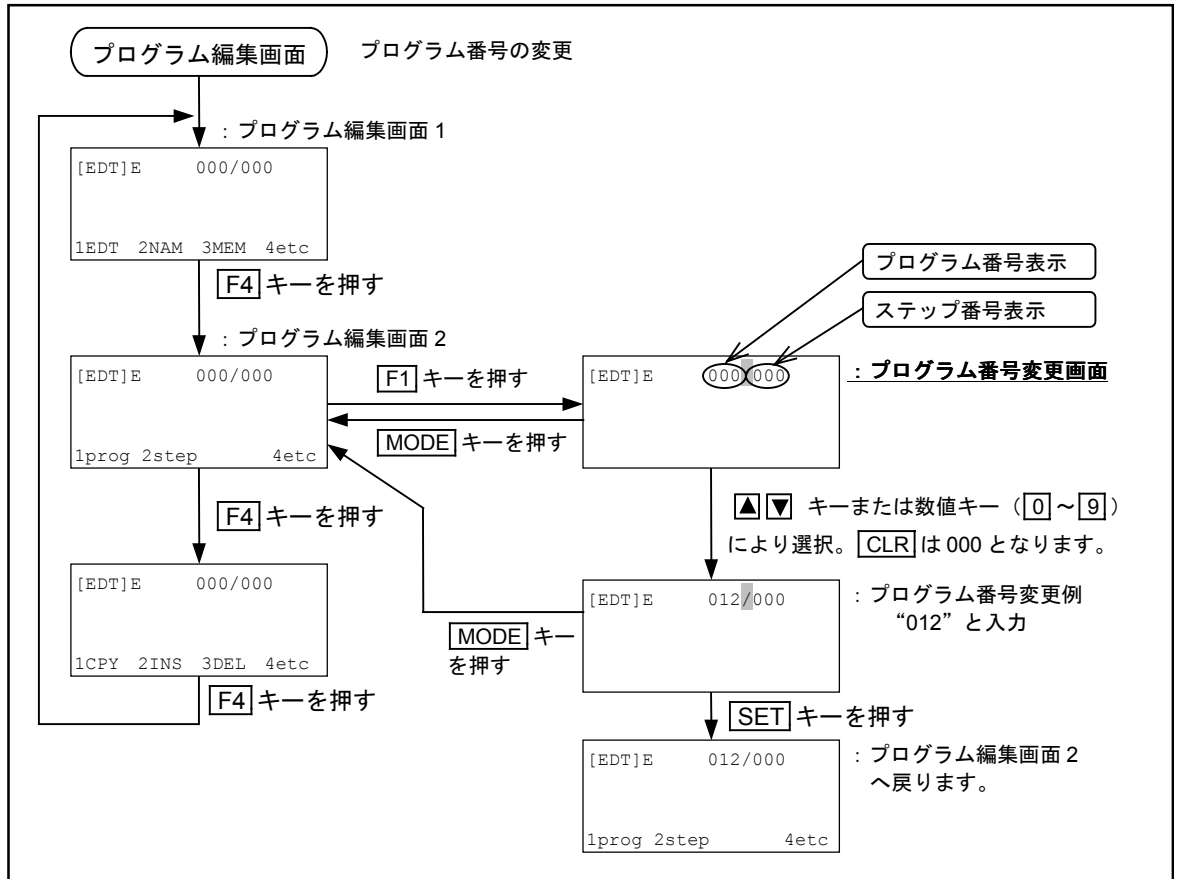 プログラム編集画面
プログラム番号の変更
：プログラム編集画面 1
[EDT]E 000/000
1EDT 2NAM 3MEM 4etc
F4 キーを押す
：プログラム編集画面 2
[EDT]E 000/000
1prog 2step 4etc
F1 キーを押す
MODE キーを押す
プログラム番号表示
ステップ番号表示
[EDT]E 000/000
：プログラム番号変更画面
▲ ▼ キーまたは数値キー（0～9）
により選択。CLR は 000 となります。
F4 キーを押す
[EDT]E 000/000
1CPY 2INS 3DEL 4etc
F4 キーを押す
[EDT]E 012/000
：プログラム番号変更例
“012”と入力
MODE キー
を押す
SET キーを押す
[EDT]E 012/000
1prog 2step 4etc
：プログラム編集画面 2
へ戻ります。